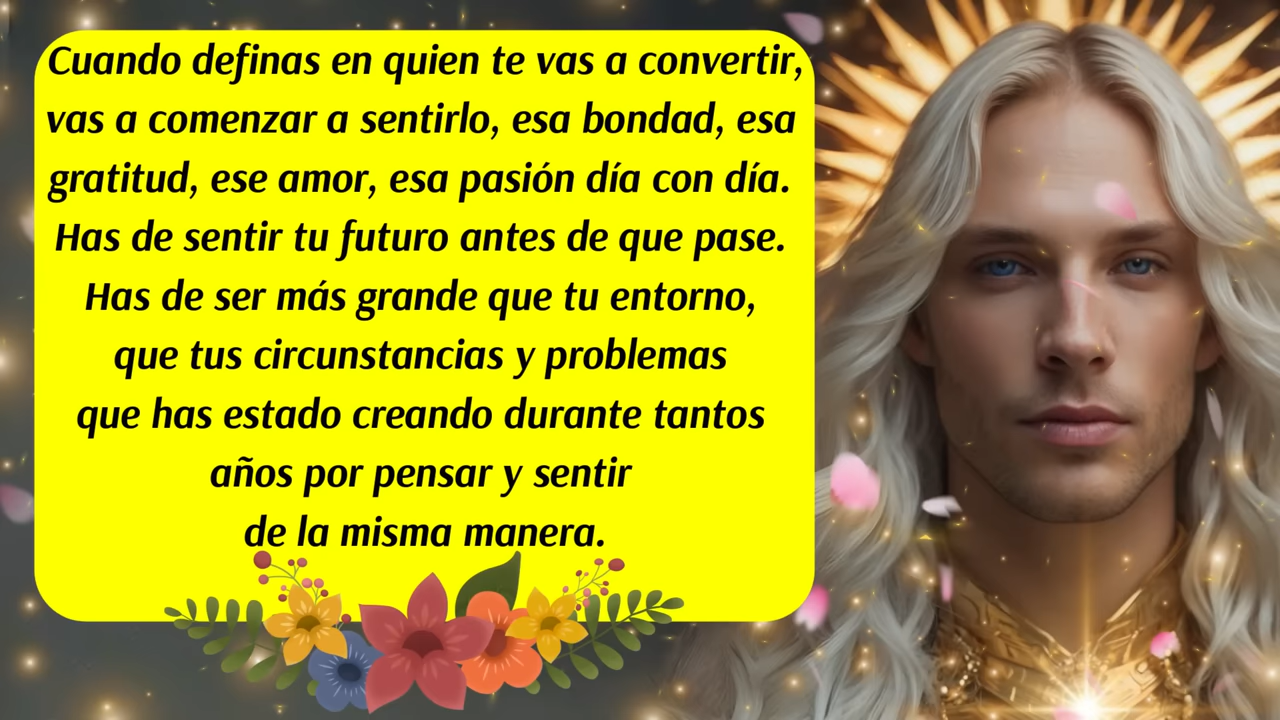 Cuando definas en quien te vas a convertir,
vas a comenzar a sentirlo, esa bondad, esa
gratitud, ese amor, esa pasión día con día.
Has de sentir tu futuro antes de que pase.
Has de ser más grande que tu entorno,
que tus circunstancias y problemas
que has estado creando durante tantos
años por pensar y sentir
de la misma manera.